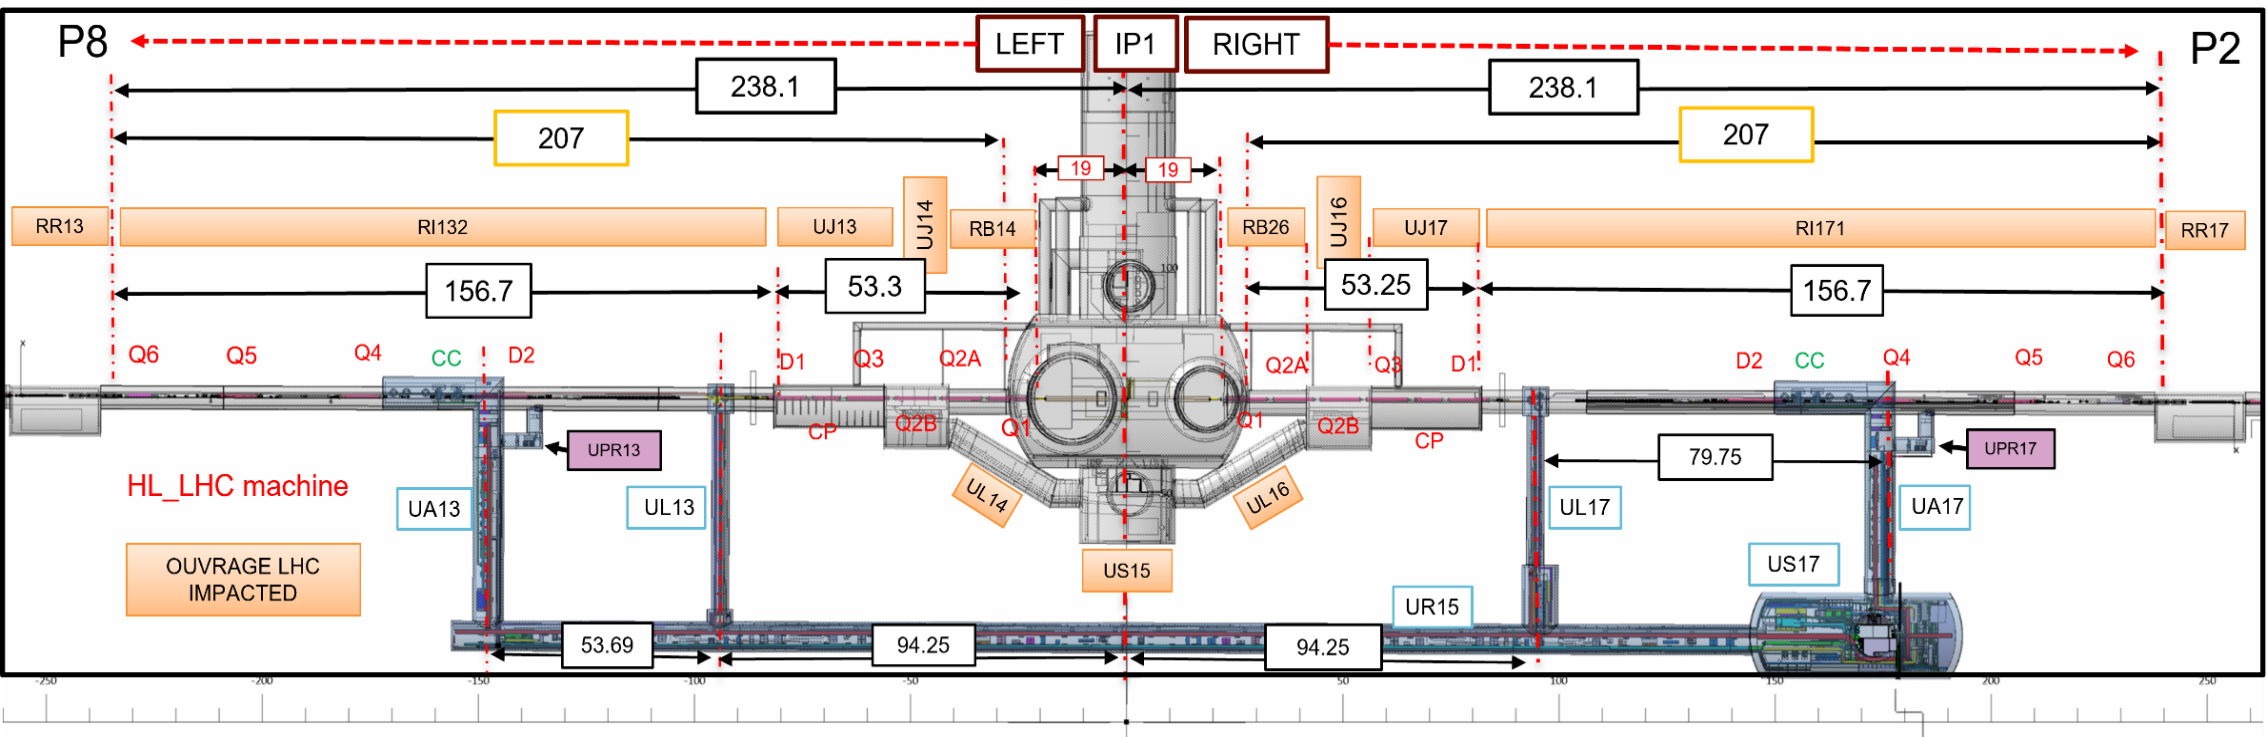 P8
LEFT
IP1
RIGHT
P2
238.1
238.1
207
207
19
19
RR13
RI132
UJ13
UJ14
RB14
RB26
UJ16
UJ17
RI171
RR17
156.7
53.3
53.25
156.7
100
x
Q6
Q5
Q4
CC
D2
D1
Q3
Q2A
Q2A
Q3
D1
D2
CC
Q4
Q5
Q6
CP
Q2B
Q1
Q1
Q2B
CP
x
UPR13
UPR17
79.75
HL_LHC machine
UA13
UL13
UL14
UL16
UL17
UA17
OUVRAGE LHC
IMPACTED
US15
US17
UR15
53.69
94.25
94.25
-250
-200
-150
-100
-50
50
100
150
200
250